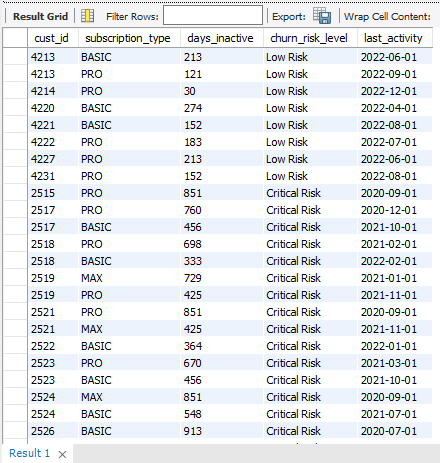 Result Grid Filter Rows: Export: Wrap Cell Content:
cust_id subscription_type days_inactive churn_risk_level last_activity
4213 BASIC 213 Low Risk 2022-06-01
4213 PRO 121 Low Risk 2022-09-01
4214 PRO 30 Low Risk 2022-12-01
4220 BASIC 274 Low Risk 2022-04-01
4221 BASIC 152 Low Risk 2022-08-01
4222 PRO 183 Low Risk 2022-07-01
4227 PRO 213 Low Risk 2022-06-01
4231 PRO 152 Low Risk 2022-08-01
2515 PRO 851 Critical Risk 2020-09-01
2517 PRO 760 Critical Risk 2020-12-01
2517 BASIC 456 Critical Risk 2021-10-01
2518 PRO 698 Critical Risk 2021-02-01
2518 BASIC 333 Critical Risk 2022-02-01
2519 MAX 729 Critical Risk 2021-01-01
2519 PRO 425 Critical Risk 2021-11-01
2521 PRO 851 Critical Risk 2020-09-01
2521 MAX 425 Critical Risk 2021-11-01
2522 BASIC 364 Critical Risk 2022-01-01
2523 PRO 670 Critical Risk 2021-03-01
2523 BASIC 456 Critical Risk 2021-10-01
2524 MAX 851 Critical Risk 2020-09-01
2524 BASIC 548 Critical Risk 2021-07-01
2526 BASIC 913 Critical Risk 2020-07-01
Result 1